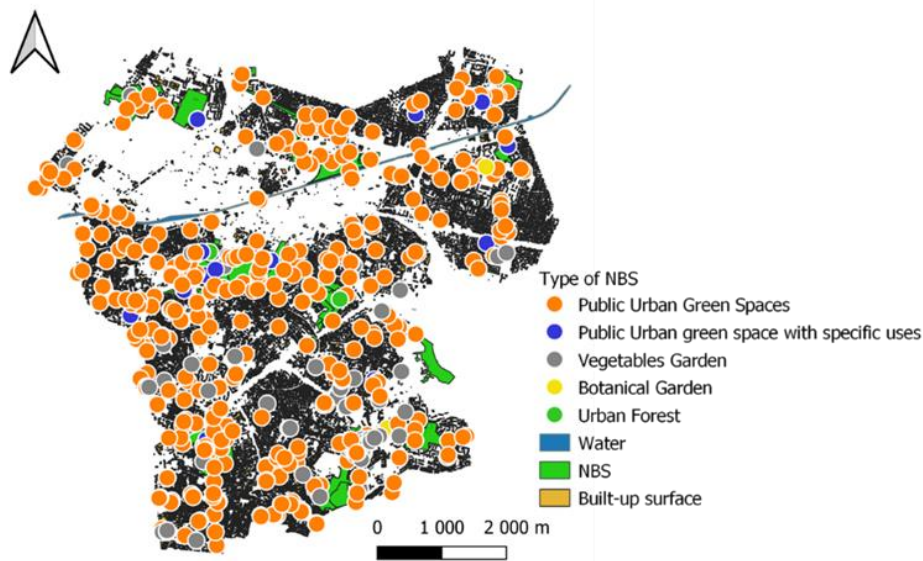 Type of NBS
Public Urban Green Spaces
Public Urban green space with specific uses
Vegetables Garden
Botanical Garden
Urban Forest
Water
NBS
Built-up surface
0 1 000 2 000 m